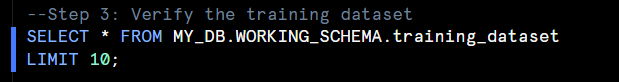 --Step 3: Verify the training dataset
SELECT * FROM MY_DB.WORKING_SCHEMA.training_dataset
LIMIT 10;